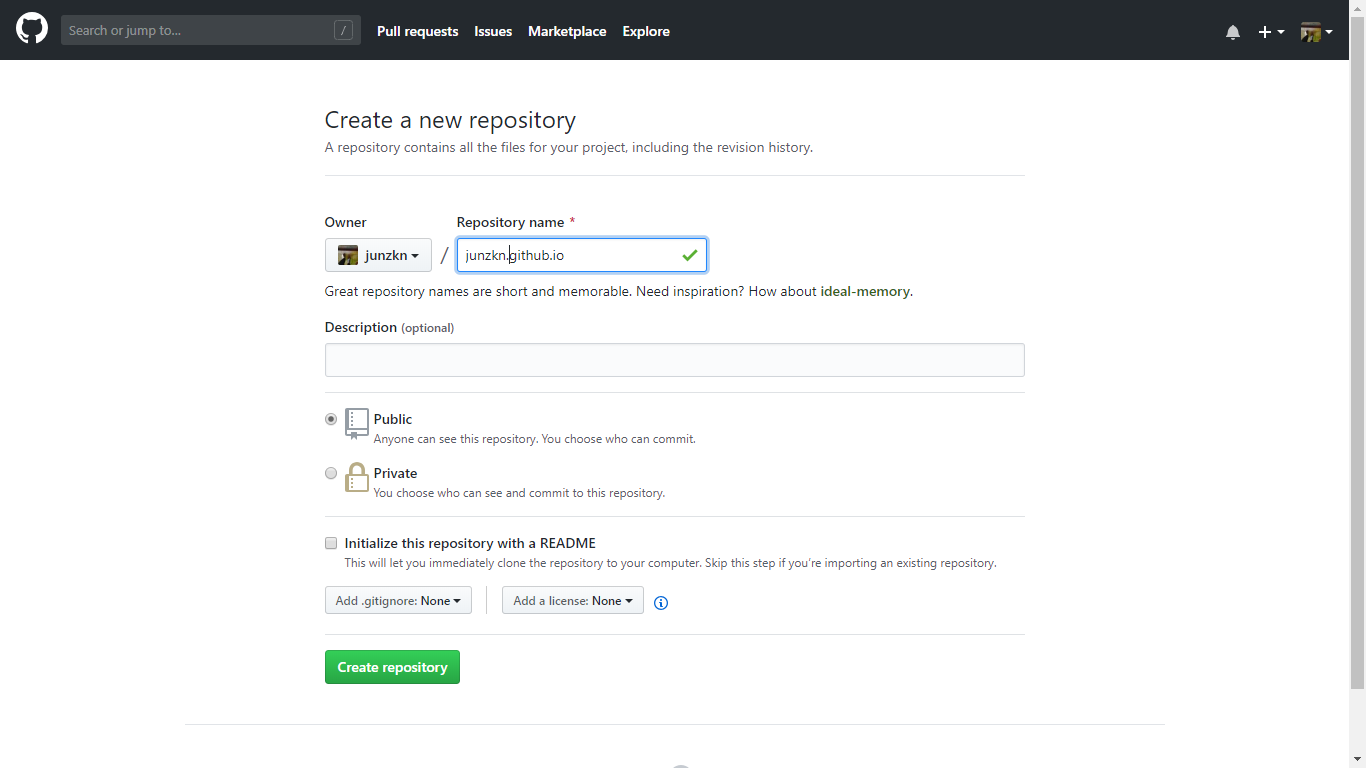 Search or jump to... / Pull requests Issues Marketplace Explore
Create a new repository
A repository contains all the files for your project, including the revision history.
Owner Repository name *
junzkn / junzkn.github.io
Great repository names are short and memorable. Need inspiration? How about ideal-memory.
Description (optional)
Public
Anyone can see this repository. You choose who can commit.
Private
You choose who can see and commit to this repository.
Initialize this repository with a README
This will let you immediately clone the repository to your computer. Skip this step if you're importing an existing repository.
Add .gitignore: None Add a license: None
Create repository